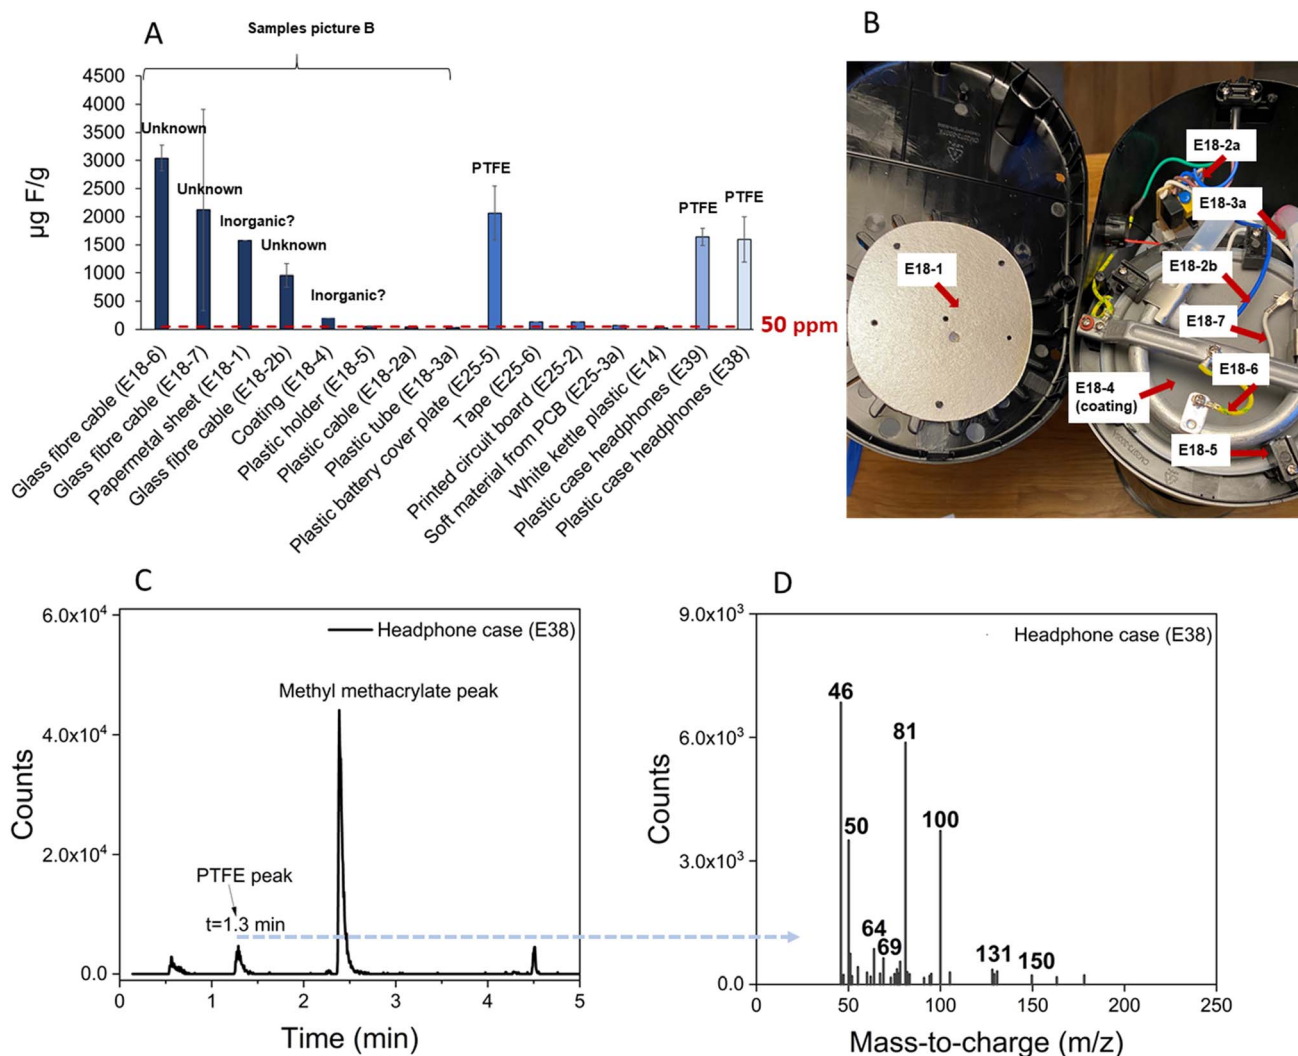 A
Samples picture B
µg F/g
4500
4000
3500
3000
2500
2000
1500
1000
500
0
Unknown
Unknown
Inorganic?
Unknown
Inorganic?
PTFE
PTFE
PTFE
50 ppm
Glass fibre cable (E18-6)
Glass fibre cable (E18-7)
Papermetal sheet (E18-1)
Glass fibre cable (E18-2b)
Coating (E18-4)
Plastic holder (E18-5)
Plastic cable (E18-2a)
Plastic tube (E18-3a)
Plastic battery cover plate (E25-5)
Tape (E25-6)
Printed circuit board (E25-2)
Soft material from PCB (E25-3a)
White kettle plastic (E14)
Plastic case headphones (E39)
Plastic case headphones (E38)
B
E18-2a
E18-3a
E18-1
E18-2b
E18-7
E18-6
E18-4
(coating)
E18-5
C
Counts
6.0x10⁴
4.0x10⁴
2.0x10⁴
0.0
Headphone case (E38)
Methyl methacrylate peak
PTFE peak
t=1.3 min
0 1 2 3 4 5
Time (min)
D
Counts
9.0x10³
6.0x10³
3.0x10³
0.0
Headphone case (E38)
46
81
50
100
64
69
131
150
0 50 100 150 200 250
Mass-to-charge (m/z)